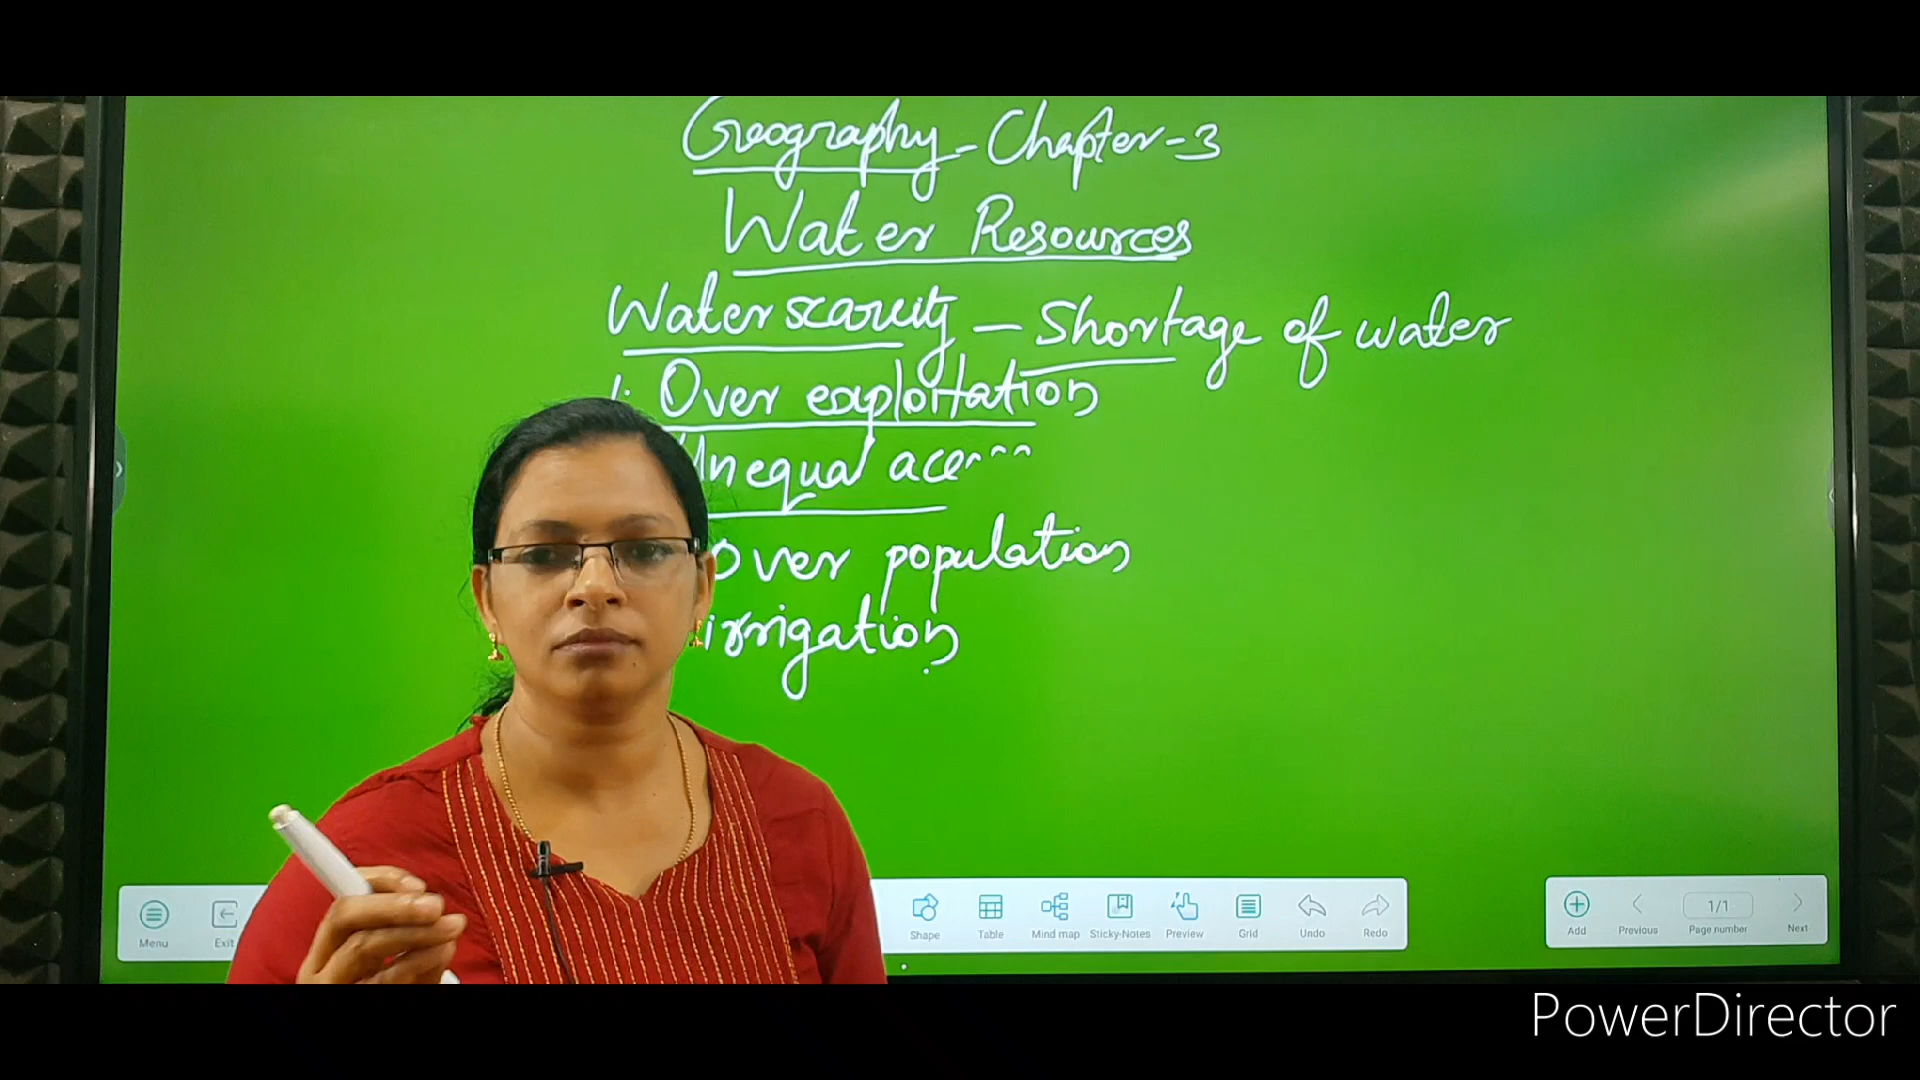 Geography - Chapter-3
Water Resources
Water scarcity - Shortage of water
1. Over exploitation
Unequal
Over population
irrigation
Menu
Exit
Shape
Table
Mind map
Sticky-Notes
Preview
Grid
Undo
Redo
Add
Previous
1/1
Page number
Next
PowerDirector